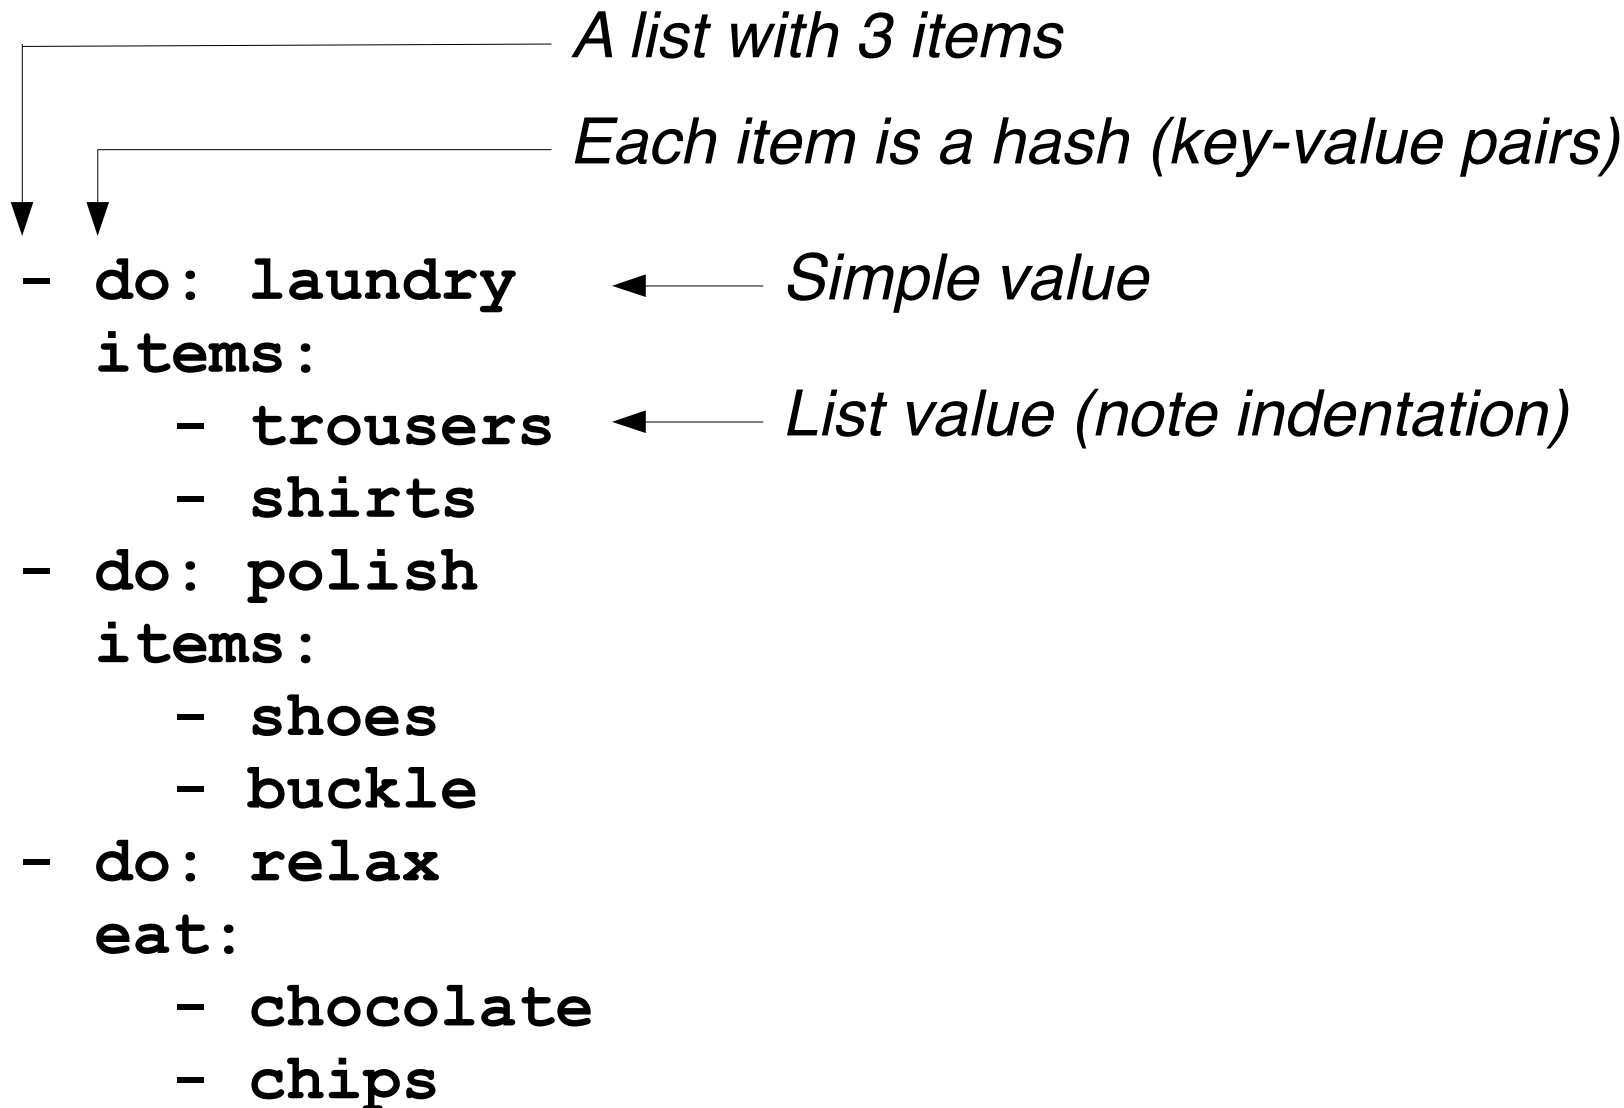 A list with 3 items
Each item is a hash (key-value pairs)
- do: laundry Simple value
items:
- trousers List value (note indentation)
- shirts
- do: polish
items:
- shoes
- buckle
- do: relax
eat:
- chocolate
- chips